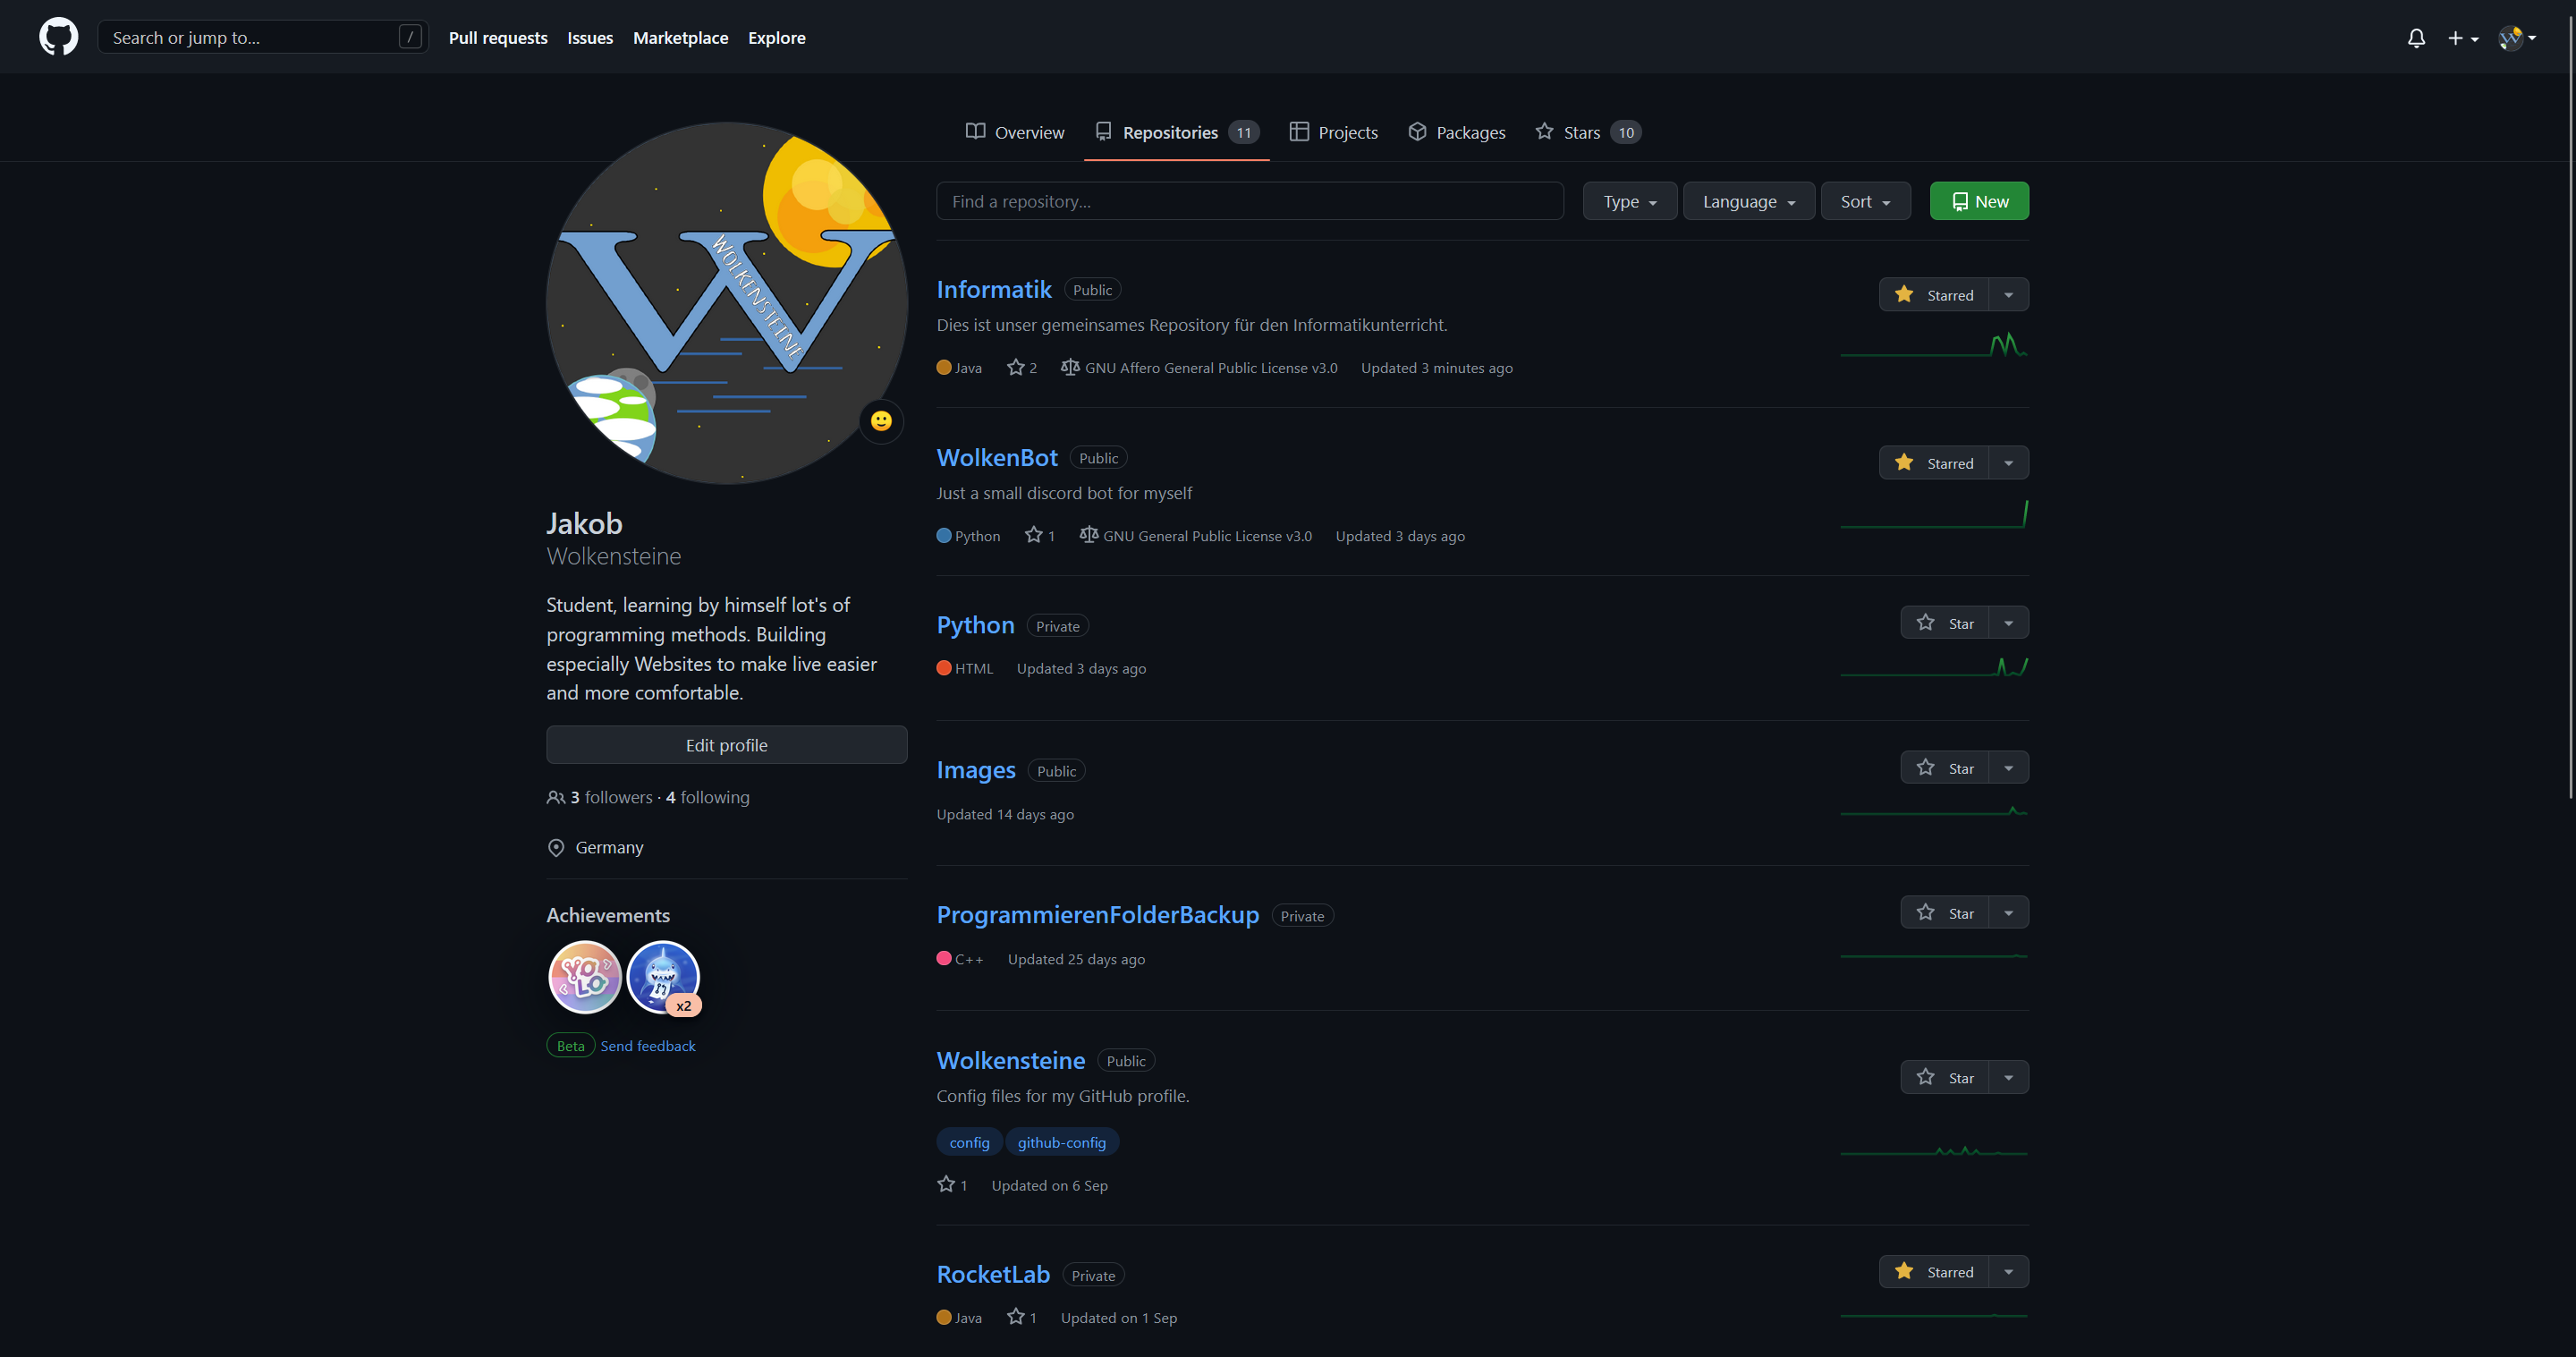 Search or jump to... /
Pull requests Issues Marketplace Explore
Overview Repositories 11 Projects Packages Stars 10
W
WOLKENSTEINE
Jakob
Wolkensteine
Student, learning by himself lot's of
programming methods. Building
especially Websites to make live easier
and more comfortable.
Edit profile
3 followers · 4 following
Germany
Achievements
YOLO
x2
Beta Send feedback
Find a repository... Type Language Sort New
Informatik Public Starred
Dies ist unser gemeinsames Repository für den Informatikunterricht.
Java 2 GNU Affero General Public License v3.0 Updated 3 minutes ago
WolkenBot Public Starred
Just a small discord bot for myself
Python 1 GNU General Public License v3.0 Updated 3 days ago
Python Private Star
HTML Updated 3 days ago
Images Public Star
Updated 14 days ago
ProgrammierenFolderBackup Private Star
C++ Updated 25 days ago
Wolkensteine Public Star
Config files for my GitHub profile.
config github-config
1 Updated on 6 Sep
RocketLab Private Starred
Java 1 Updated on 1 Sep